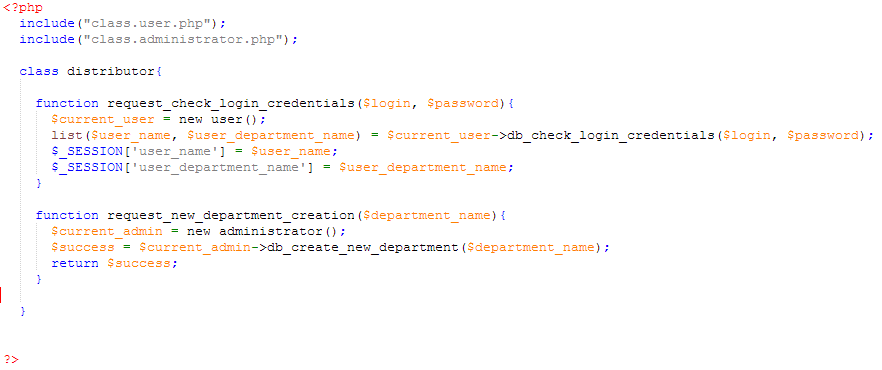 <?php
include("class.user.php");
include("class.administrator.php");
class distributor{
function request_check_login_credentials($login, $password){
$current_user = new user();
list($user_name, $user_department_name) = $current_user->db_check_login_credentials($login, $password);
$_SESSION['user_name'] = $user_name;
$_SESSION['user_department_name'] = $user_department_name;
}
function request_new_department_creation($department_name){
$current_admin = new administrator();
$success = $current_admin->db_create_new_department($department_name);
return $success;
}
}
?>